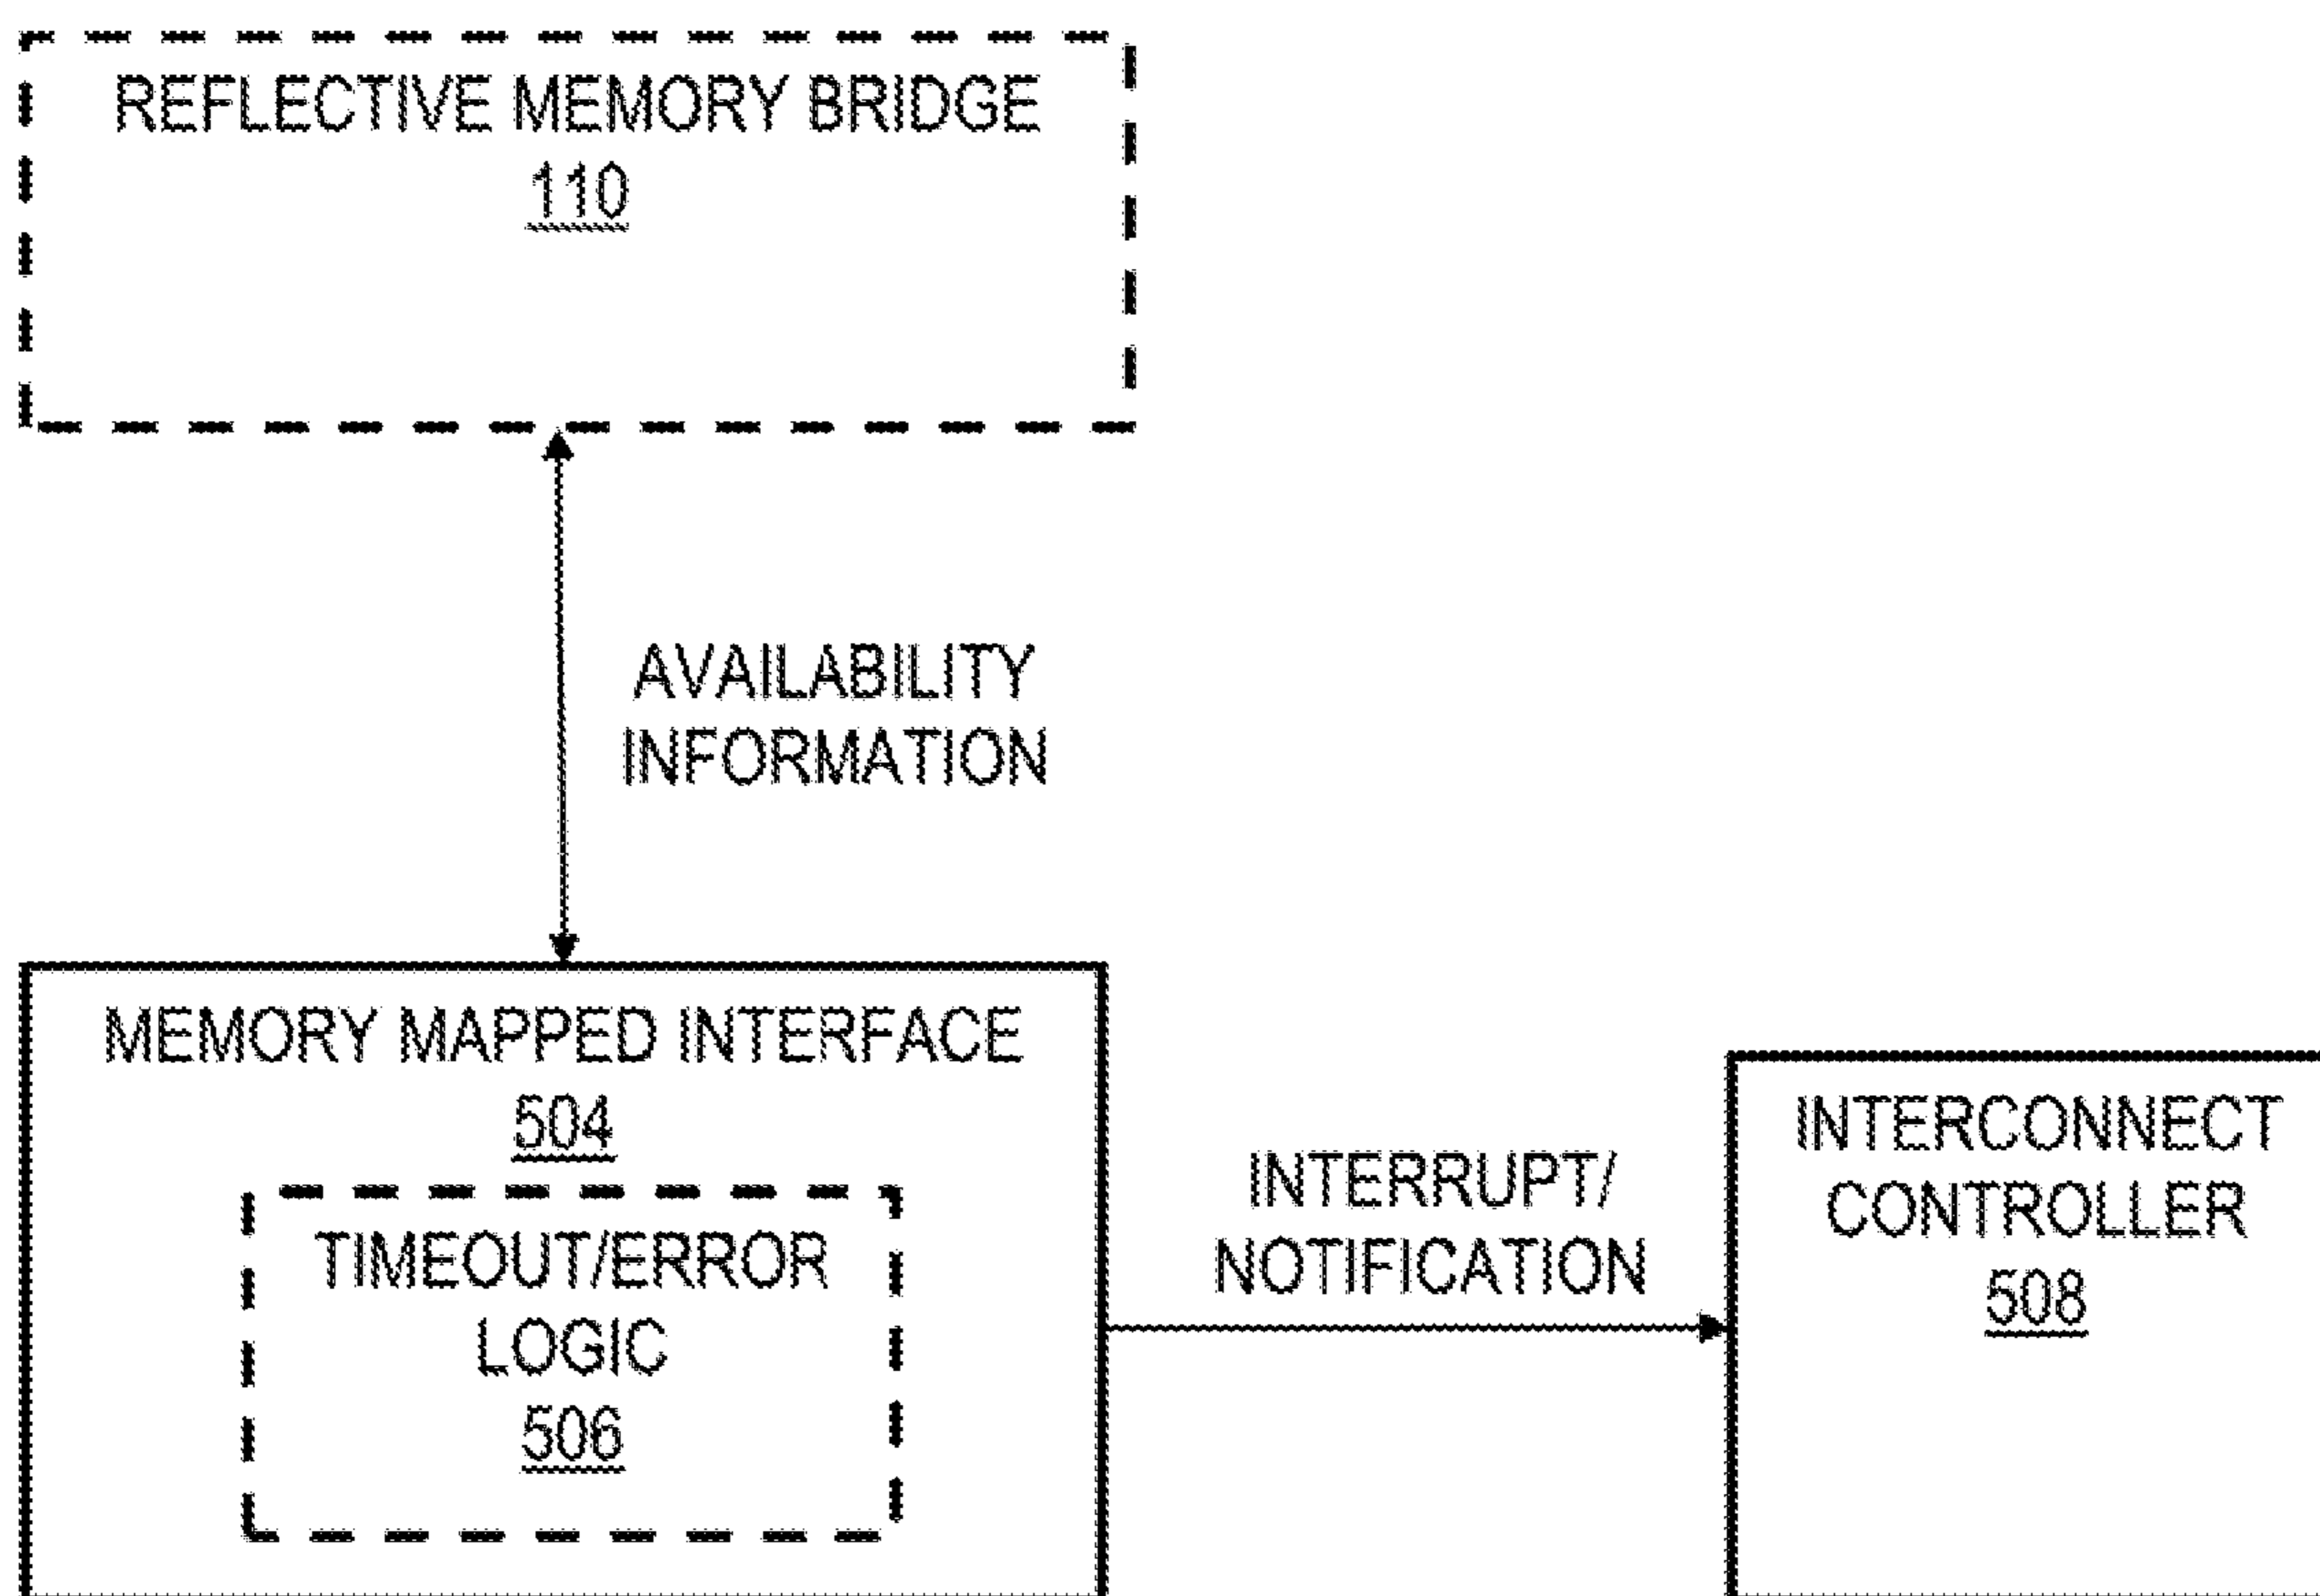 REFLECTIVE MEMORY BRIDGE
110
AVAILABILITY
INFORMATION
MEMORY MAPPED INTERFACE
504
TIMEOUT/ERROR
LOGIC
506
INTERRUPT/
NOTIFICATION
INTERCONNECT
CONTROLLER
508